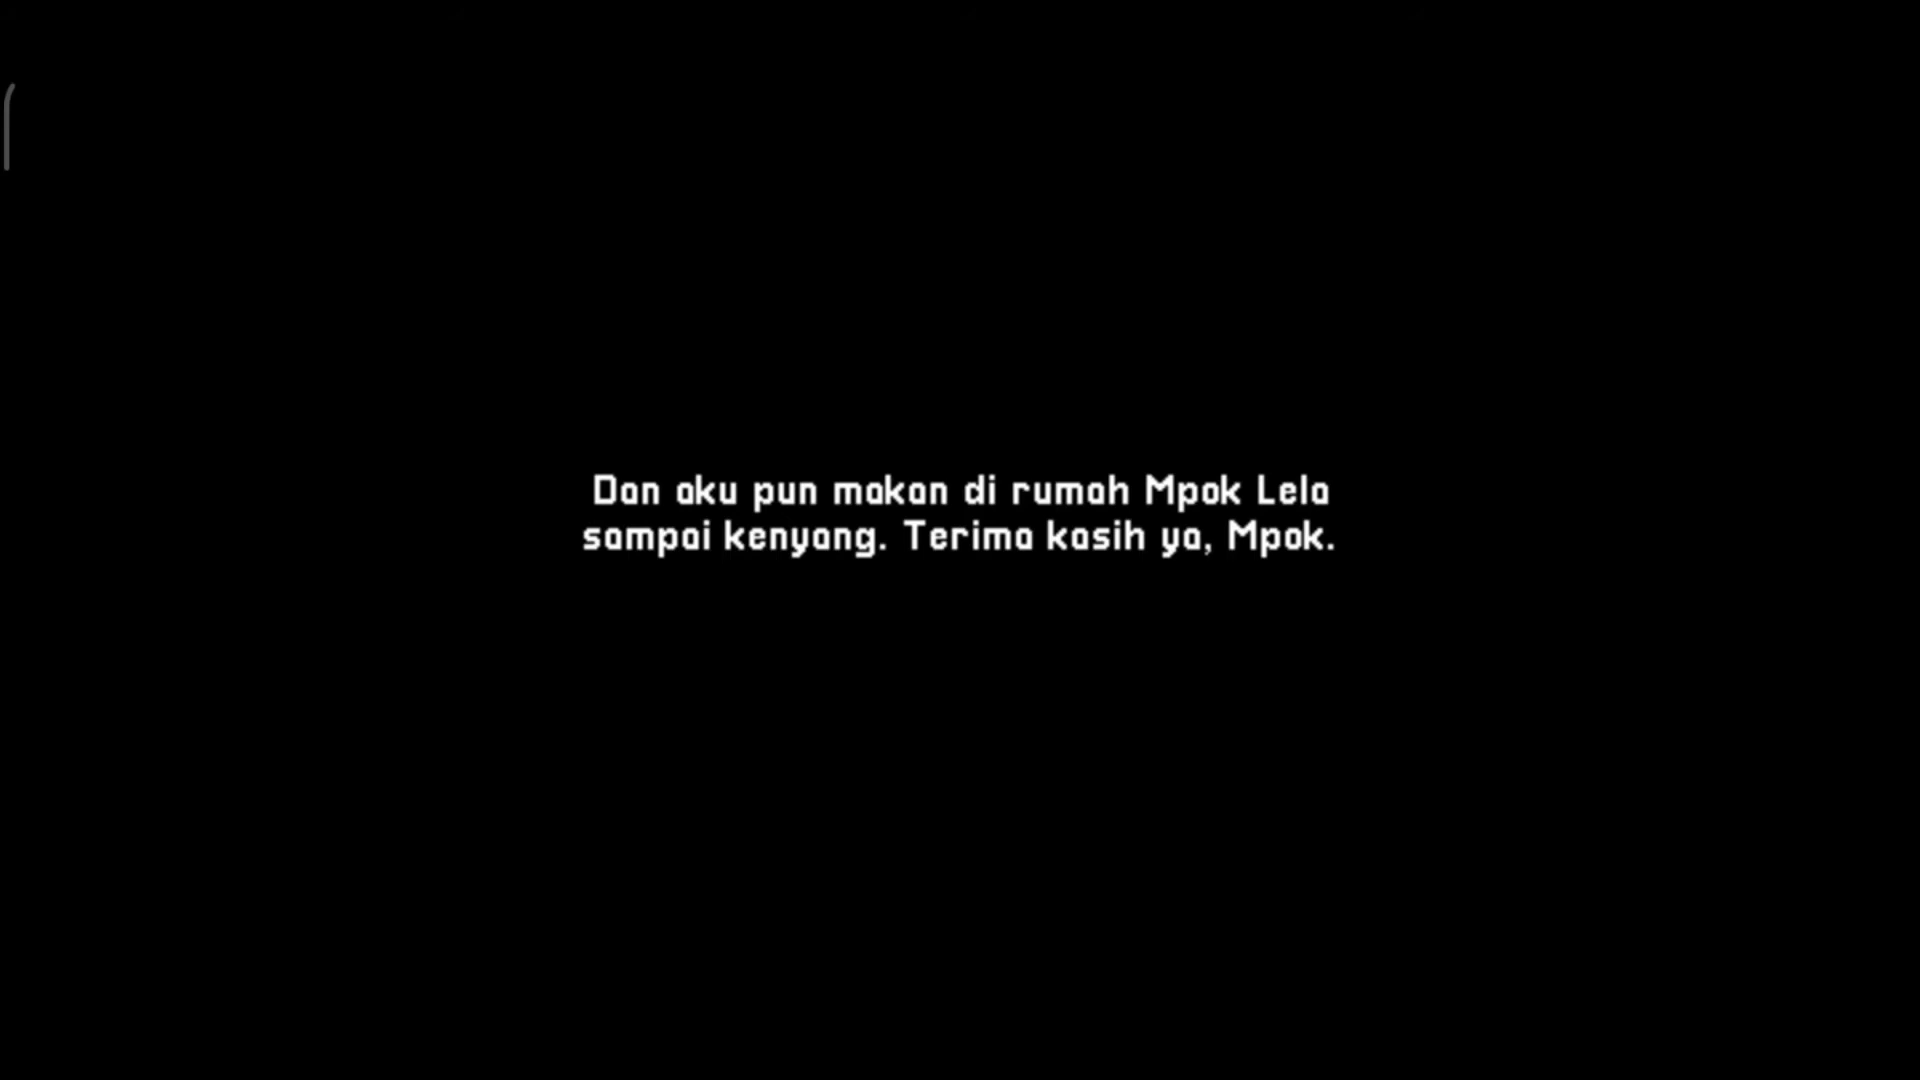 Dan aku pun makan di rumah Mpok Lela
sampai kenyang. Terima kasih ya, Mpok.